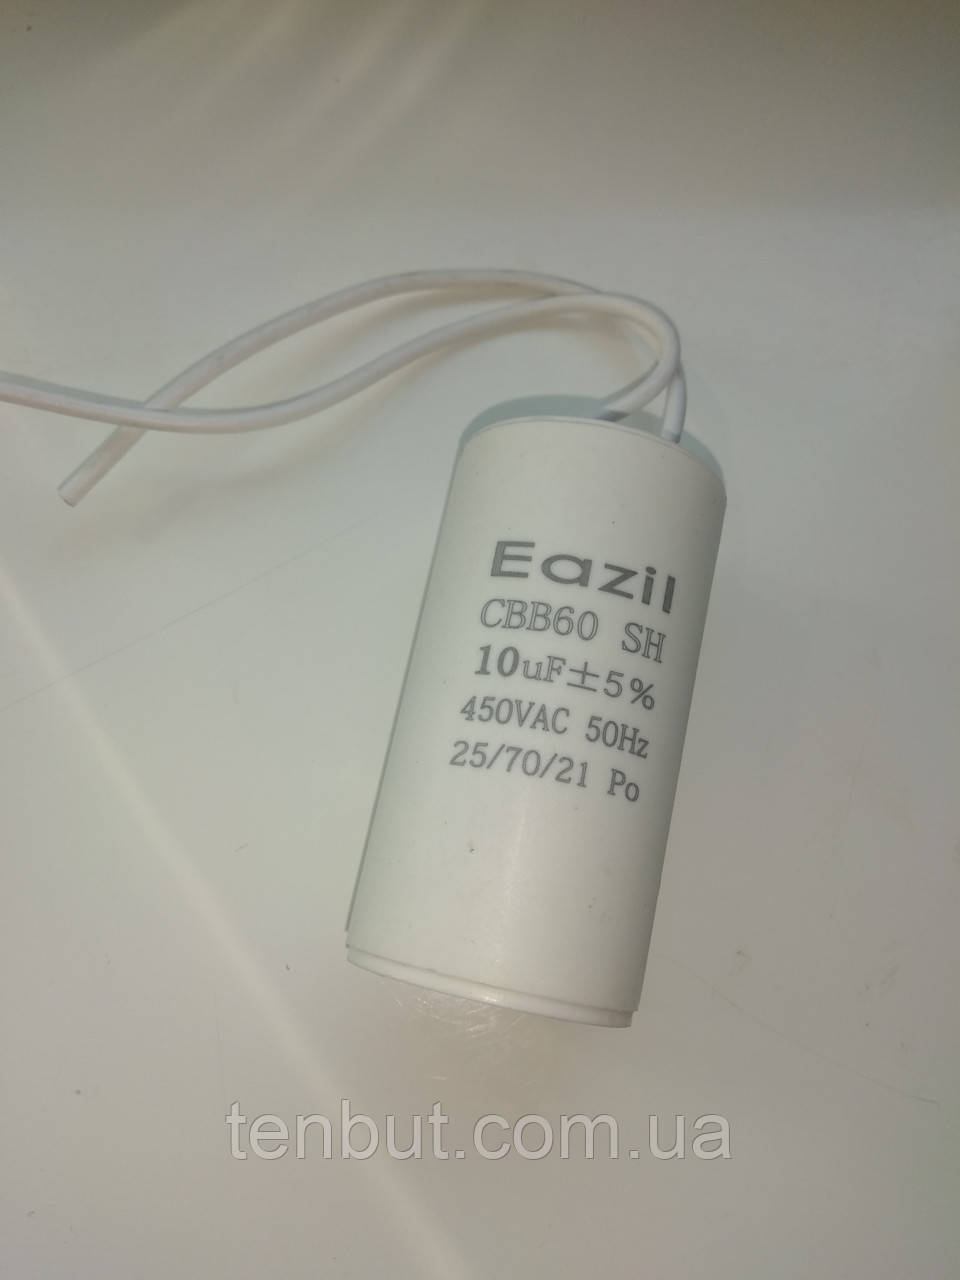 Eazil
CBB60 SH
10uF±5%
450VAC 50Hz
25/70/21 Po
tenbut.com.ua